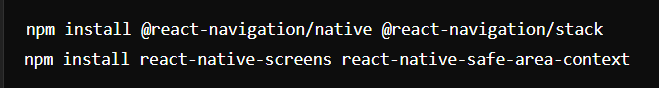 npm install @react-navigation/native @react-navigation/stack
npm install react-native-screens react-native-safe-area-context